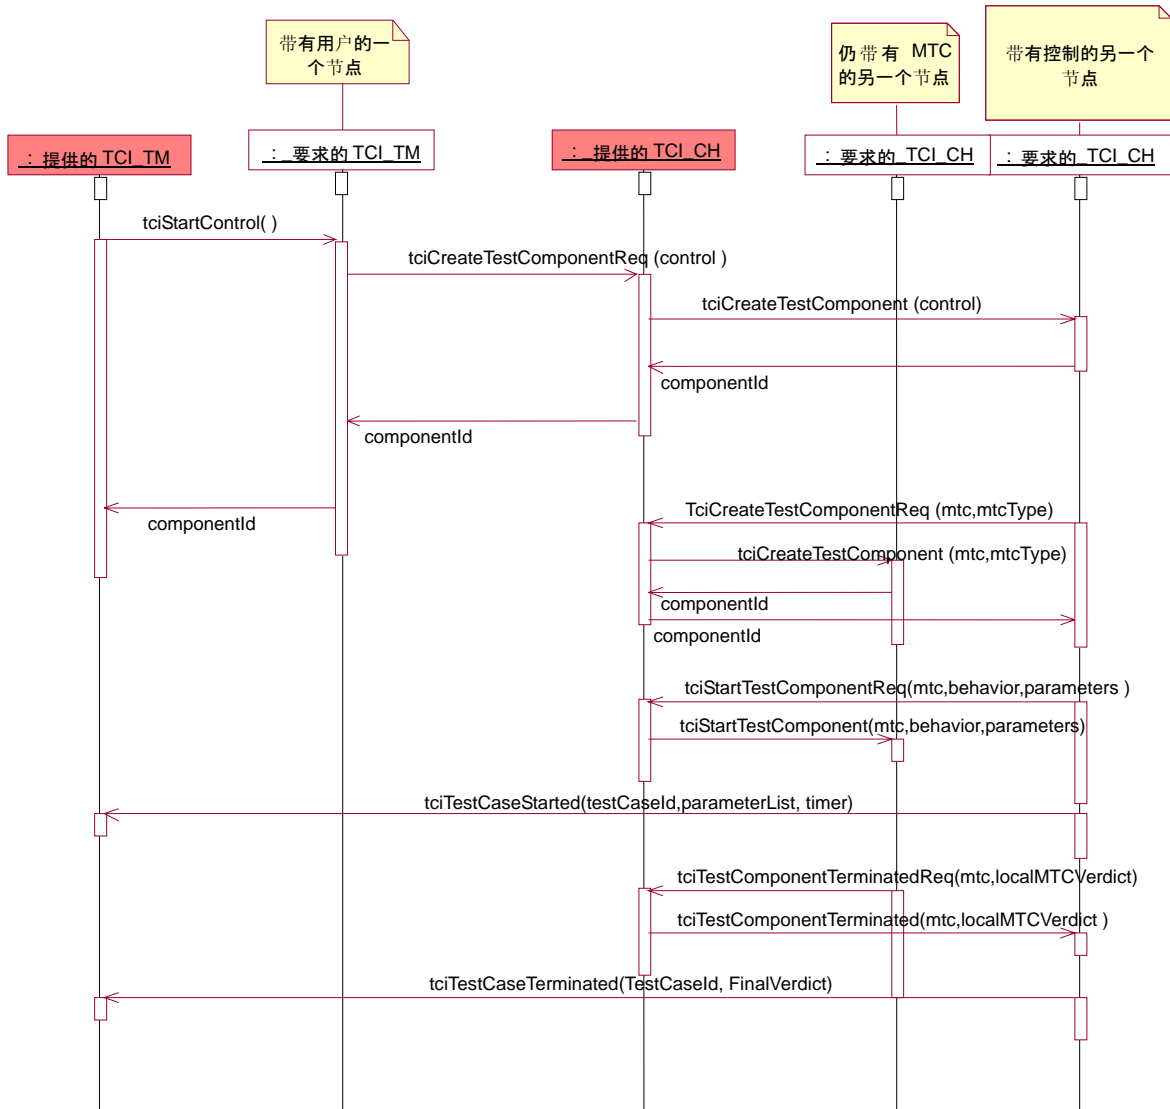 带有用户的一
个节点
仍带有 MTC
的另一个节点
带有控制的另一个
节点
: 提供的 TCI_TM
: _要求的 TCI_TM
: _提供的 TCI_CH
: 要求的_TCI_CH
: 要求的_TCI_CH
tciStartControl( )
tciCreateTestComponentReq (control )
tciCreateTestComponent (control)
componentId
componentId
componentId
TciCreateTestComponentReq (mtc,mtcType)
tciCreateTestComponent (mtc,mtcType)
componentId
componentId
tciStartTestComponentReq(mtc,behavior,parameters )
tciStartTestComponent(mtc,behavior,parameters)
tciTestCaseStarted(testCaseId,parameterList, timer)
tciTestComponentTerminatedReq(mtc,localMTCVerdict)
tciTestComponentTerminated(mtc,localMTCVerdict )
tciTestCaseTerminated(TestCaseId, FinalVerdict)